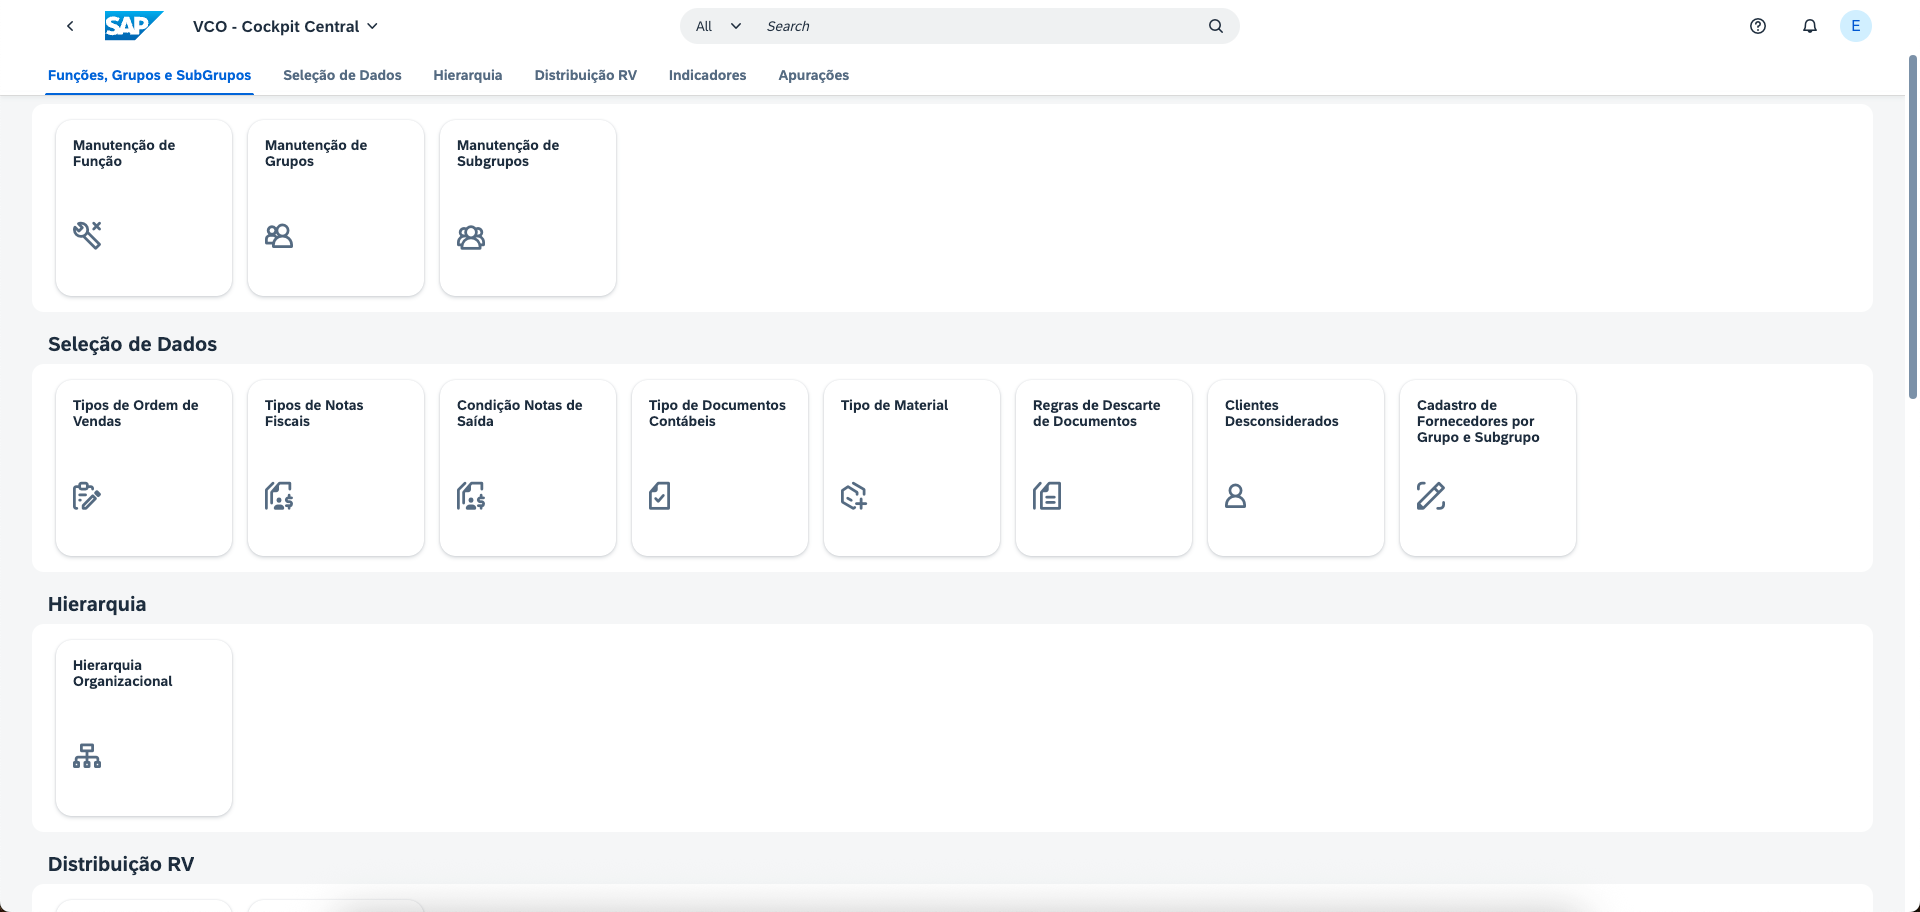 SAP
VCO - Cockpit Central
All
Search
E
Funções, Grupos e SubGrupos
Seleção de Dados
Hierarquia
Distribuição RV
Indicadores
Apurações
Manutenção de
Função
Manutenção de
Grupos
Manutenção de
Subgrupos
Seleção de Dados
Tipos de Ordem de
Vendas
Tipos de Notas
Fiscais
Condição Notas de
Saída
Tipo de Documentos
Contábeis
Tipo de Material
Regras de Descarte
de Documentos
Clientes
Desconsiderados
Cadastro de
Fornecedores por
Grupo e Subgrupo
Hierarquia
Hierarquia
Organizacional
Distribuição RV